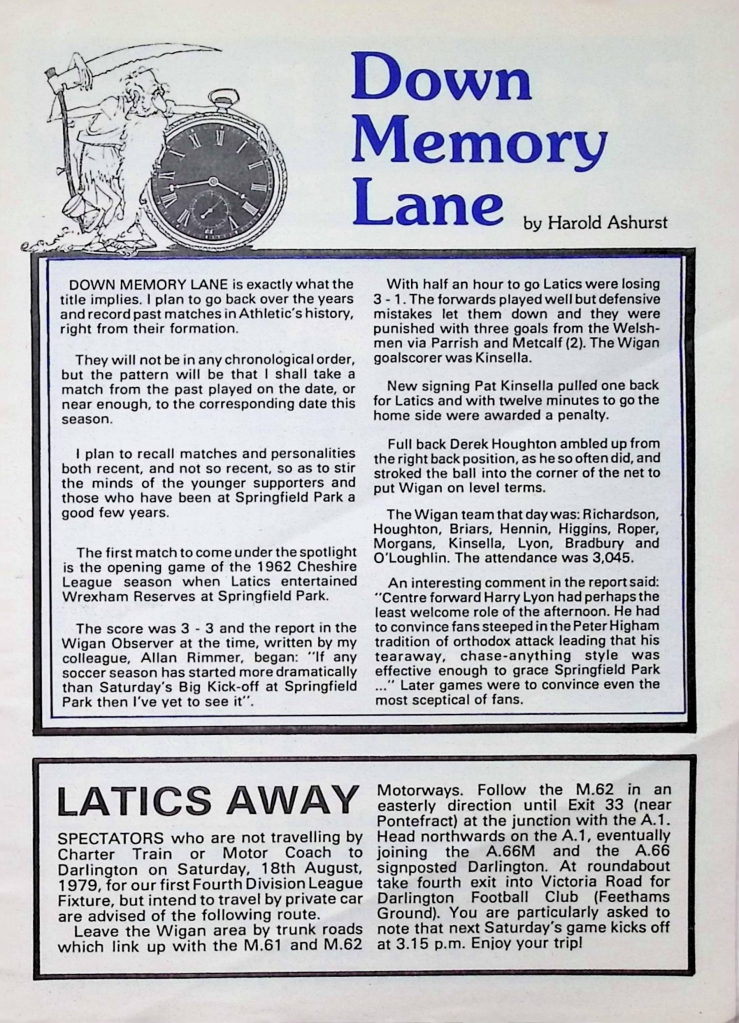 Down
Memory
Lane
by Harold Ashurst
DOWN MEMORY LANE is exactly what the
title implies. I plan to go back over the years
and record past matches in Athletic's history,
right from their formation.
They will not be in any chronological order,
but the pattern will be that I shall take a
match from the past played on the date, or
near enough, to the corresponding date this
season.
I plan to recall matches and personalities
both recent, and not so recent, so as to stir
the minds of the younger supporters and
those who have been at Springfield Park a
good few years.
The first match to come under the spotlight
is the opening game of the 1962 Cheshire
League season when Latics entertained
Wrexham Reserves at Springfield Park.
The score was 3 - 3 and the report in the
Wigan Observer at the time, written by my
colleague, Allan Rimmer, began: "If any
soccer season has started more dramatically
than Saturday's Big Kick-off at Springfield
Park then I've yet to see it".
With half an hour to go Latics were losing
3 - 1. The forwards played well but defensive
mistakes let them down and they were
punished with three goals from the Welsh-
men via Parrish and Metcalf (2). The Wigan
goalscorer was Kinsella.
New signing Pat Kinsella pulled one back
for Latics and with twelve minutes to go the
home side were awarded a penalty.
Full back Derek Houghton ambled up from
the right back position, as he so often did, and
stroked the ball into the corner of the net to
put Wigan on level terms.
The Wigan team that day was: Richardson,
Houghton, Briars, Hennin, Higgins, Roper,
Morgans, Kinsella, Lyon, Bradbury and
O'Loughlin. The attendance was 3,045.
An interesting comment in the report said:
"Centre forward Harry Lyon had perhaps the
least welcome role of the afternoon. He had
to convince fans steeped in the Peter Higham
tradition of orthodox attack leading that his
tearaway, chase-anything style was
effective enough to grace Springfield Park
..." Later games were to convince even the
most sceptical of fans.
LATICS AWAY
SPECTATORS who are not travelling by
Charter Train or Motor Coach to
Darlington on Saturday, 18th August,
1979, for our first Fourth Division League
Fixture, but intend to travel by private car
are advised of the following route.
Leave the Wigan area by trunk roads
which link up with the M.61 and M.62
Motorways. Follow the M.62 in an
easterly direction until Exit 33 (near
Pontefract) at the junction with the A.1.
Head northwards on the A.1, eventually
joining the A.66M and the A.66
signposted Darlington. At roundabout
take fourth exit into Victoria Road for
Darlington Football Club (Feethams
Ground). You are particularly asked to
note that next Saturday's game kicks off
at 3.15 p.m. Enjoy your trip!